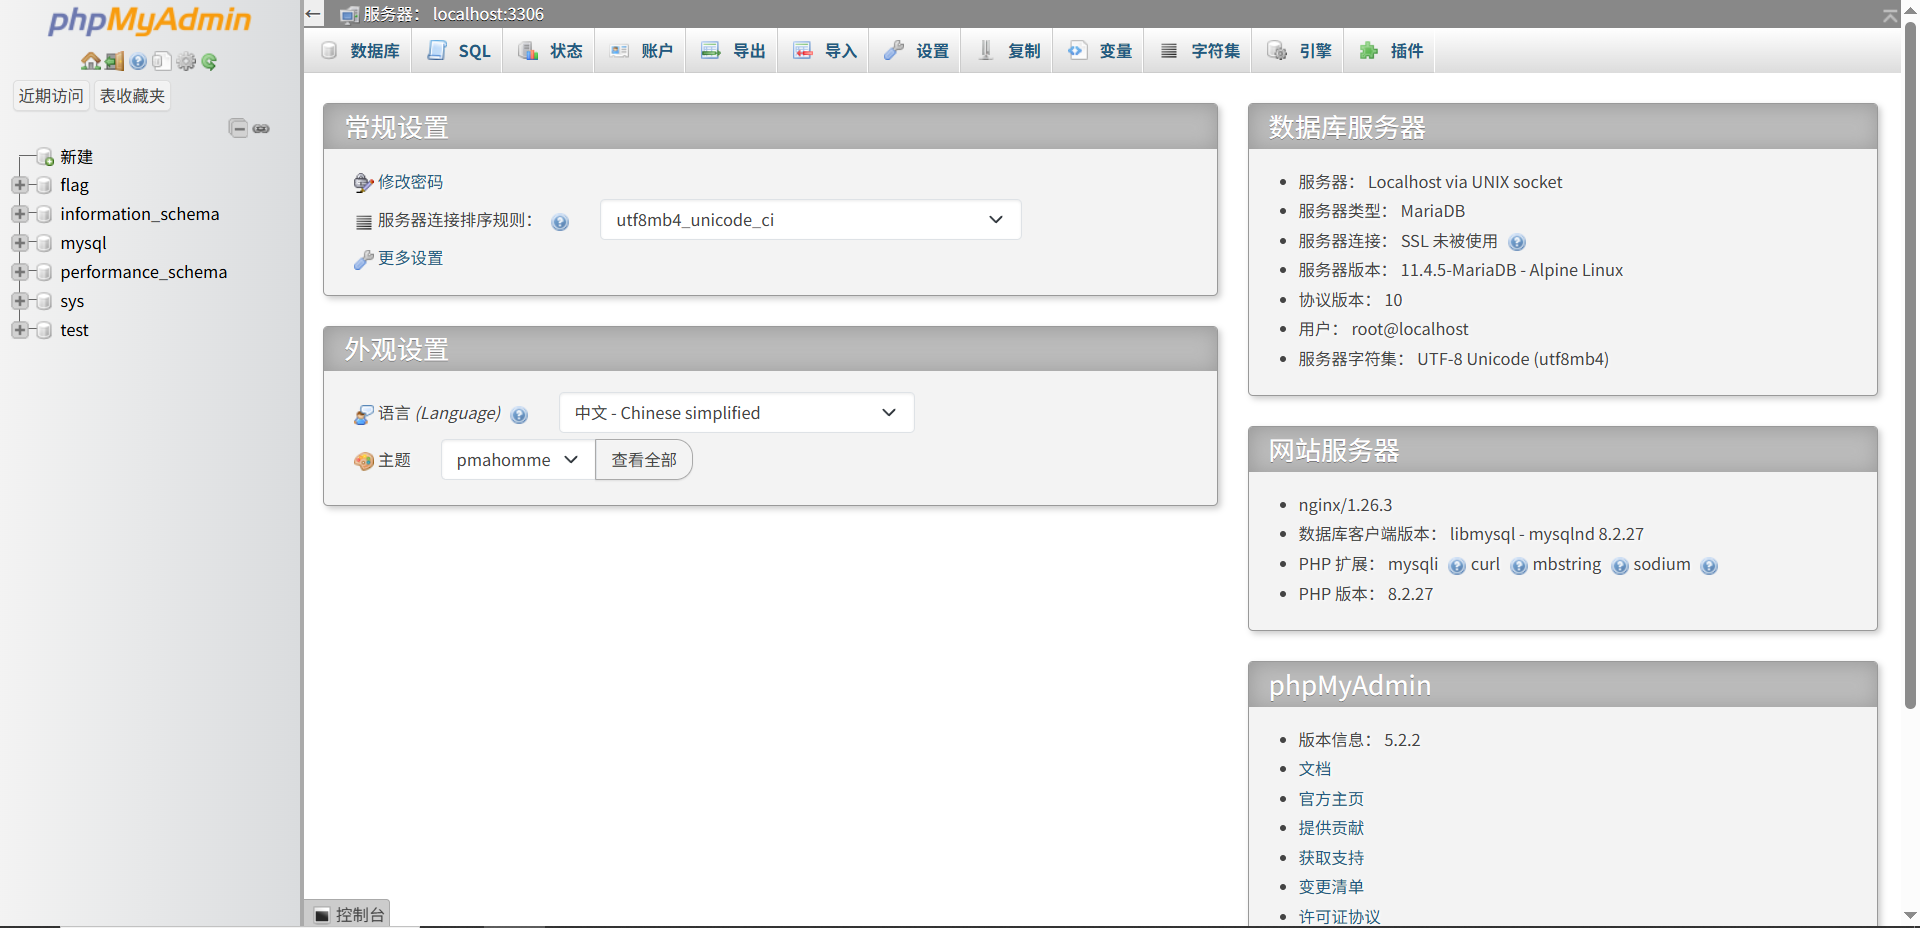 phpMyAdmin
近期访问 表收藏夹
新建
flag
information_schema
mysql
performance_schema
sys
test
服务器： localhost:3306
数据库 SQL 状态 账户 导出 导入 设置 复制 变量 字符集 引擎 插件
常规设置
修改密码
服务器连接排序规则： utf8mb4_unicode_ci
更多设置
外观设置
语言 (Language) 中文 - Chinese simplified
主题 pmahomme 查看全部
数据库服务器
服务器： Localhost via UNIX socket
服务器类型： MariaDB
服务器连接： SSL 未被使用
服务器版本： 11.4.5-MariaDB - Alpine Linux
协议版本： 10
用户： root@localhost
服务器字符集： UTF-8 Unicode (utf8mb4)
网站服务器
nginx/1.26.3
数据库客户端版本： libmysql - mysqlnd 8.2.27
PHP 扩展： mysqli curl mbstring sodium
PHP 版本： 8.2.27
phpMyAdmin
版本信息： 5.2.2
文档
官方主页
提供贡献
获取支持
变更清单
许可证协议
控制台